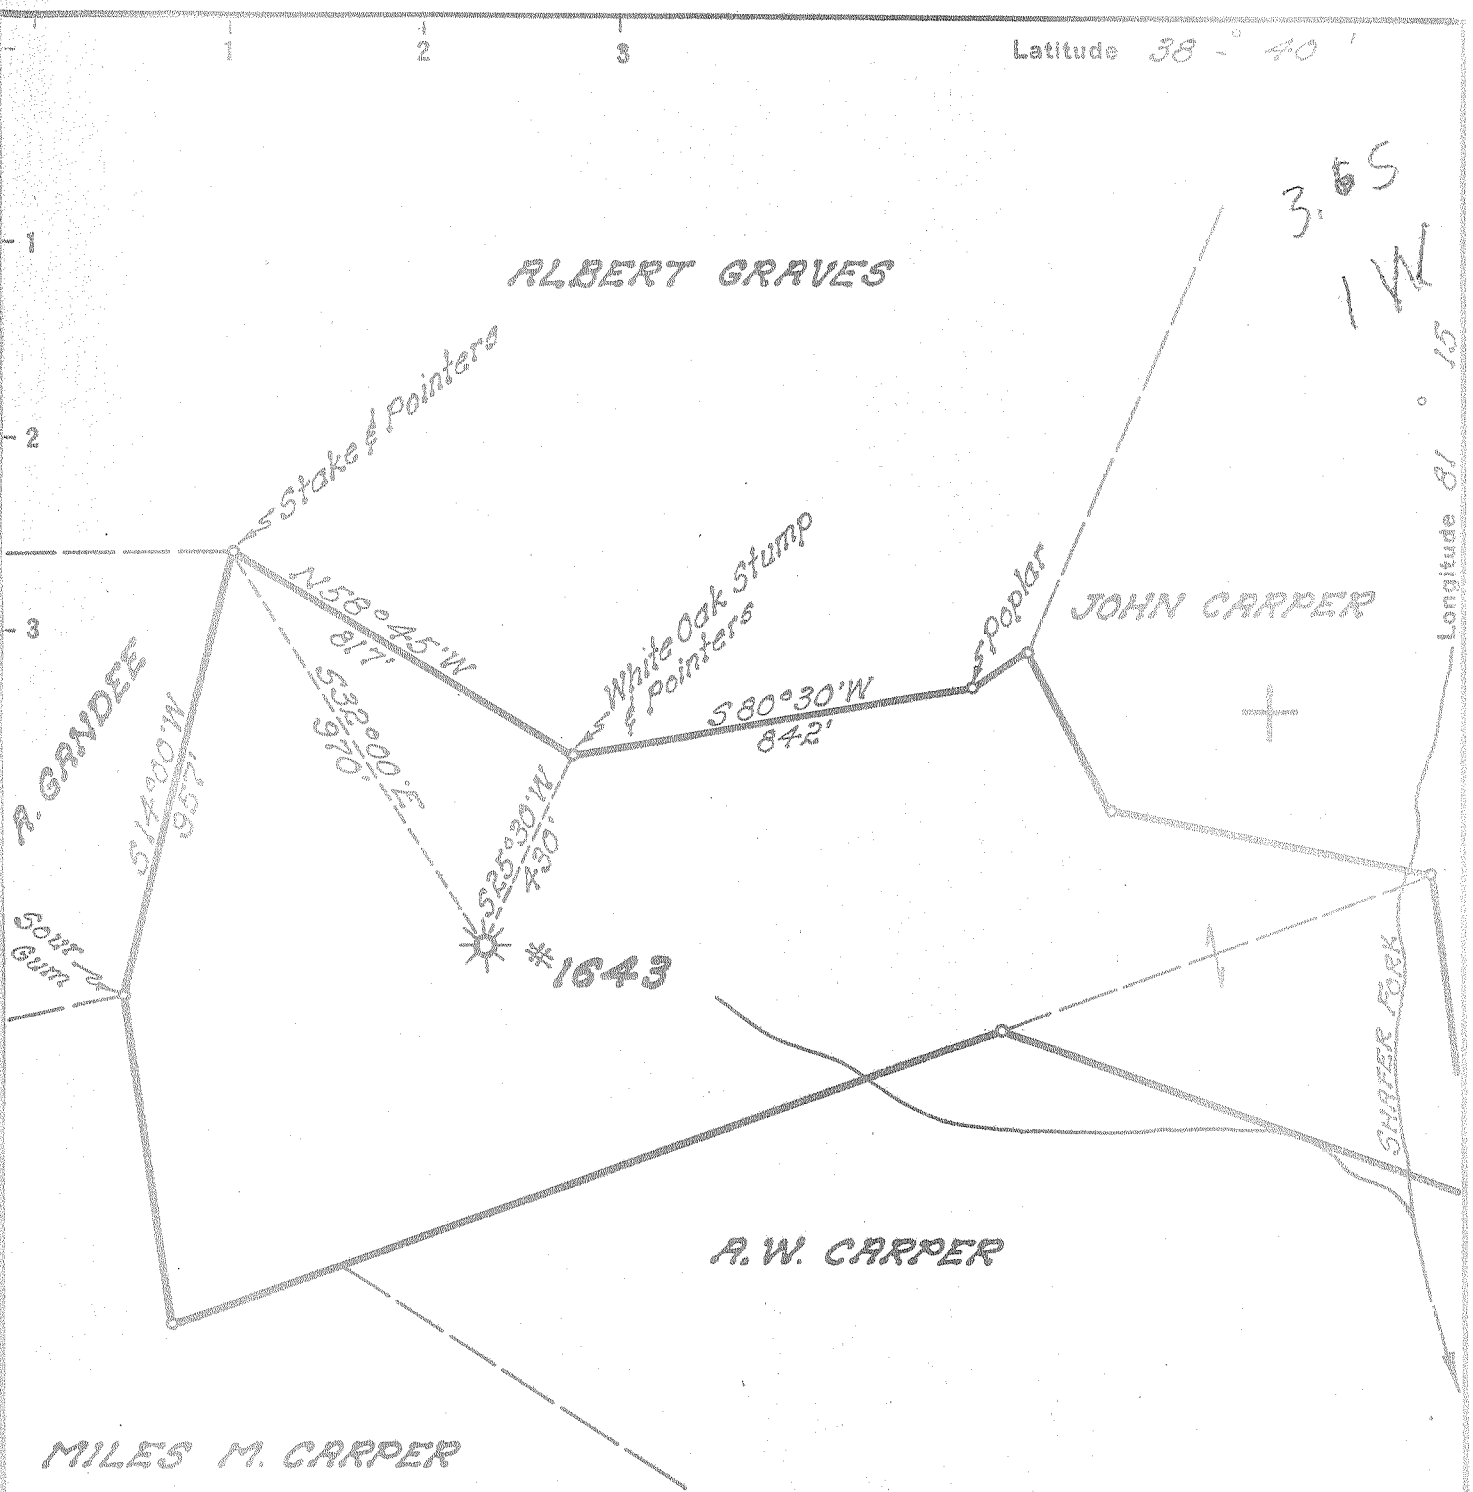 1 2 3
Latitude 38-° 40'
3.65
1 W
Longitude 81 ° 15
1
2
3
ALBERT GRAVES
Stake & Pointers
N58°45'W
817'
White Oak Stump
& Pointers
Poplar
JOHN CARPER
S80°30'W
842'
S32°00'E
970'
S25°30'W
430'
A. GANDEE
S14°00'W
957'
Sour
Gum
# 1643
SHAFER FORK
A.W. CARPER
MILES M. CARPER